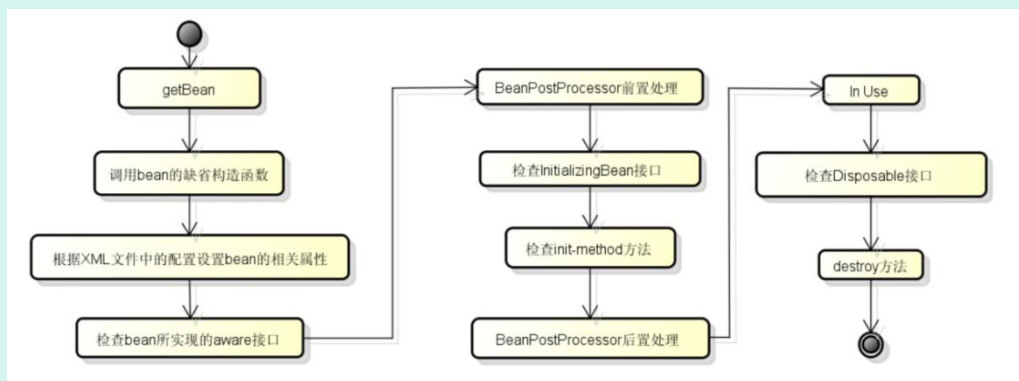 getBean
调用bean的缺省构造函数
根据XML文件中的配置设置bean的相关属性
检查bean所实现的aware接口
BeanPostProcessor前置处理
检查InitializingBean接口
检查init-method方法
BeanPostProcessor后置处理
In Use
检查Disposable接口
destroy方法